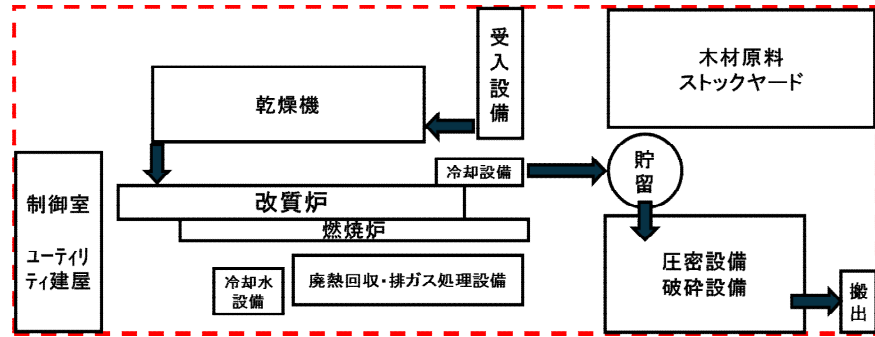 受入設備
木材原料
ストックヤード
乾燥機
貯留
冷却設備
制御室
ユーティリ
ティ建屋
改質炉
燃焼炉
冷却水
設備
廃熱回収・排ガス処理設備
圧密設備
破砕設備
搬出